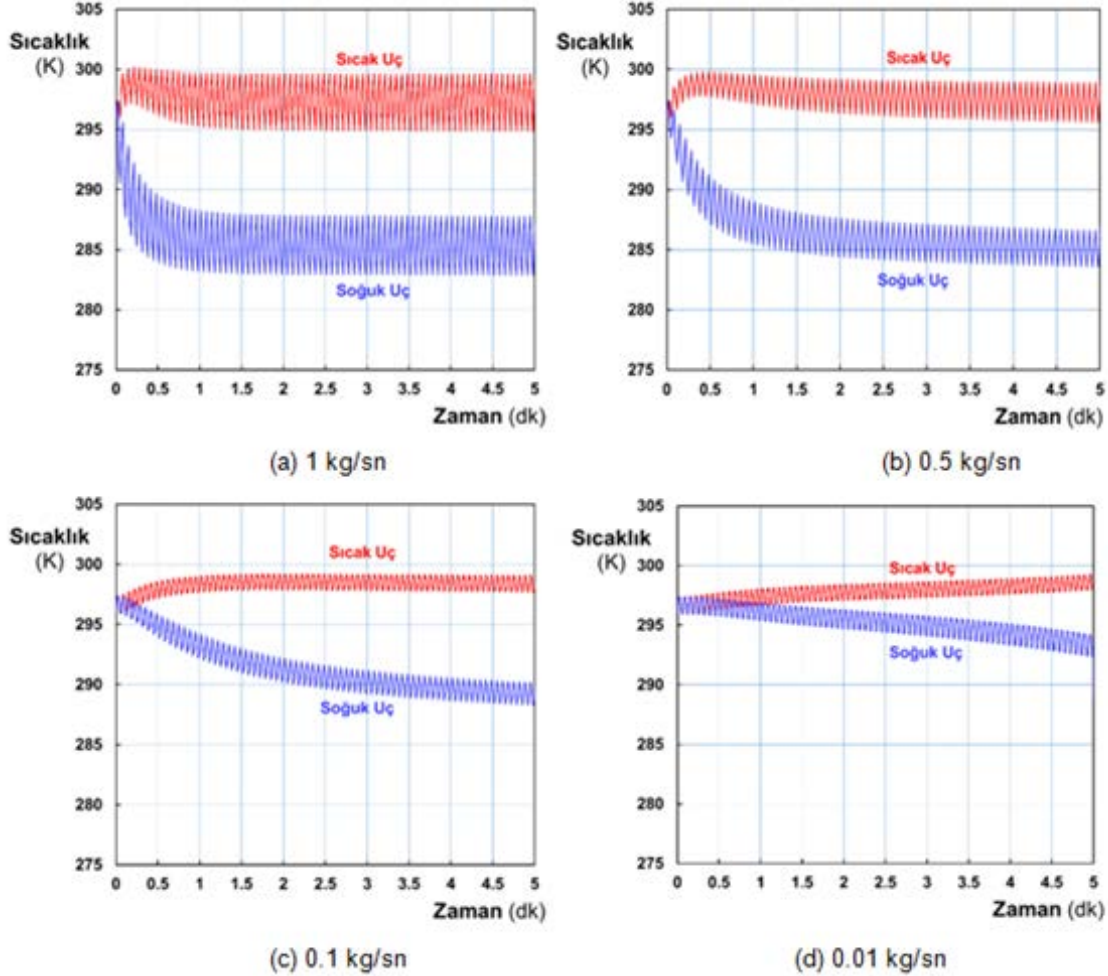 305
Sıcaklık
(K)
300
295
290
285
280
275
Sıcak Uç
Soğuk Uç
0 0.5 1 1.5 2 2.5 3 3.5 4 4.5 5
Zaman (dk)
(a) 1 kg/sn
305
Sıcaklık
(K)
300
295
290
285
280
275
Sıcak Uç
Soğuk Uç
0 0.5 1 1.5 2 2.5 3 3.5 4 4.5 5
Zaman (dk)
(b) 0.5 kg/sn
305
Sıcaklık
(K)
300
295
290
285
280
275
Sıcak Uç
Soğuk Uç
0 0.5 1 1.5 2 2.5 3 3.5 4 4.5 5
Zaman (dk)
(c) 0.1 kg/sn
305
Sıcaklık
(K)
300
295
290
285
280
275
Sıcak Uç
Soğuk Uç
0 0.5 1 1.5 2 2.5 3 3.5 4 4.5 5
Zaman (dk)
(d) 0.01 kg/sn